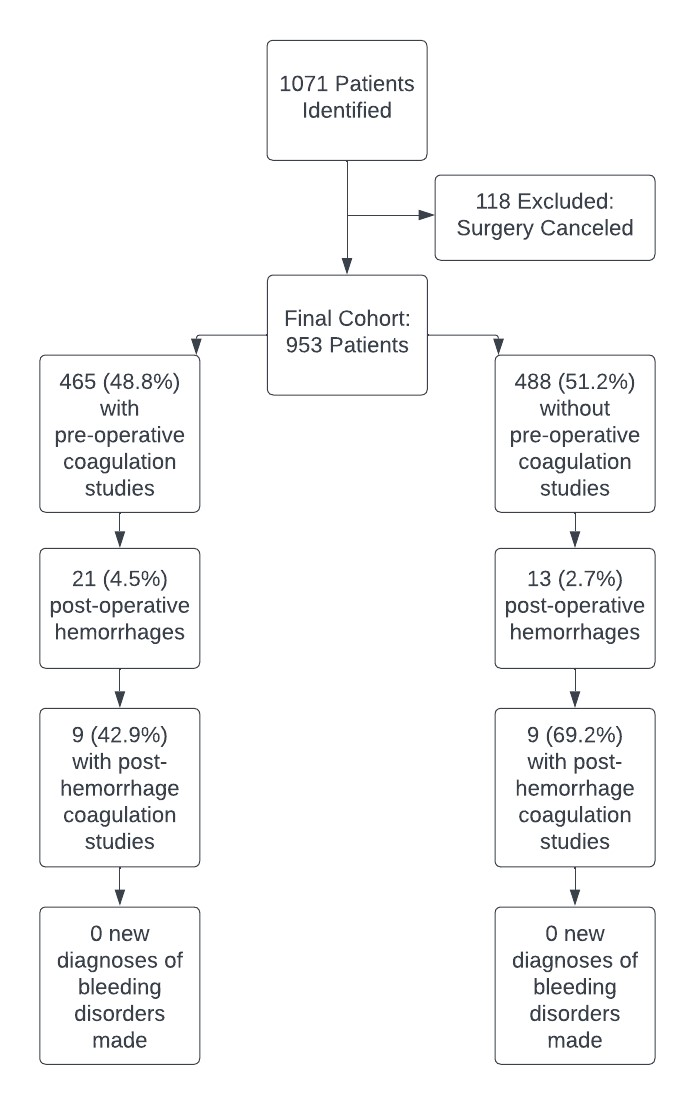 1071 Patients
Identified
118 Excluded:
Surgery Canceled
Final Cohort:
953 Patients
465 (48.8%)
with
pre-operative
coagulation
studies
488 (51.2%)
without
pre-operative
coagulation
studies
21 (4.5%)
post-operative
hemorrhages
13 (2.7%)
post-operative
hemorrhages
9 (42.9%)
with post-
hemorrhage
coagulation
studies
9 (69.2%)
with post-
hemorrhage
coagulation
studies
0 new
diagnoses of
bleeding
disorders
made
0 new
diagnoses of
bleeding
disorders
made